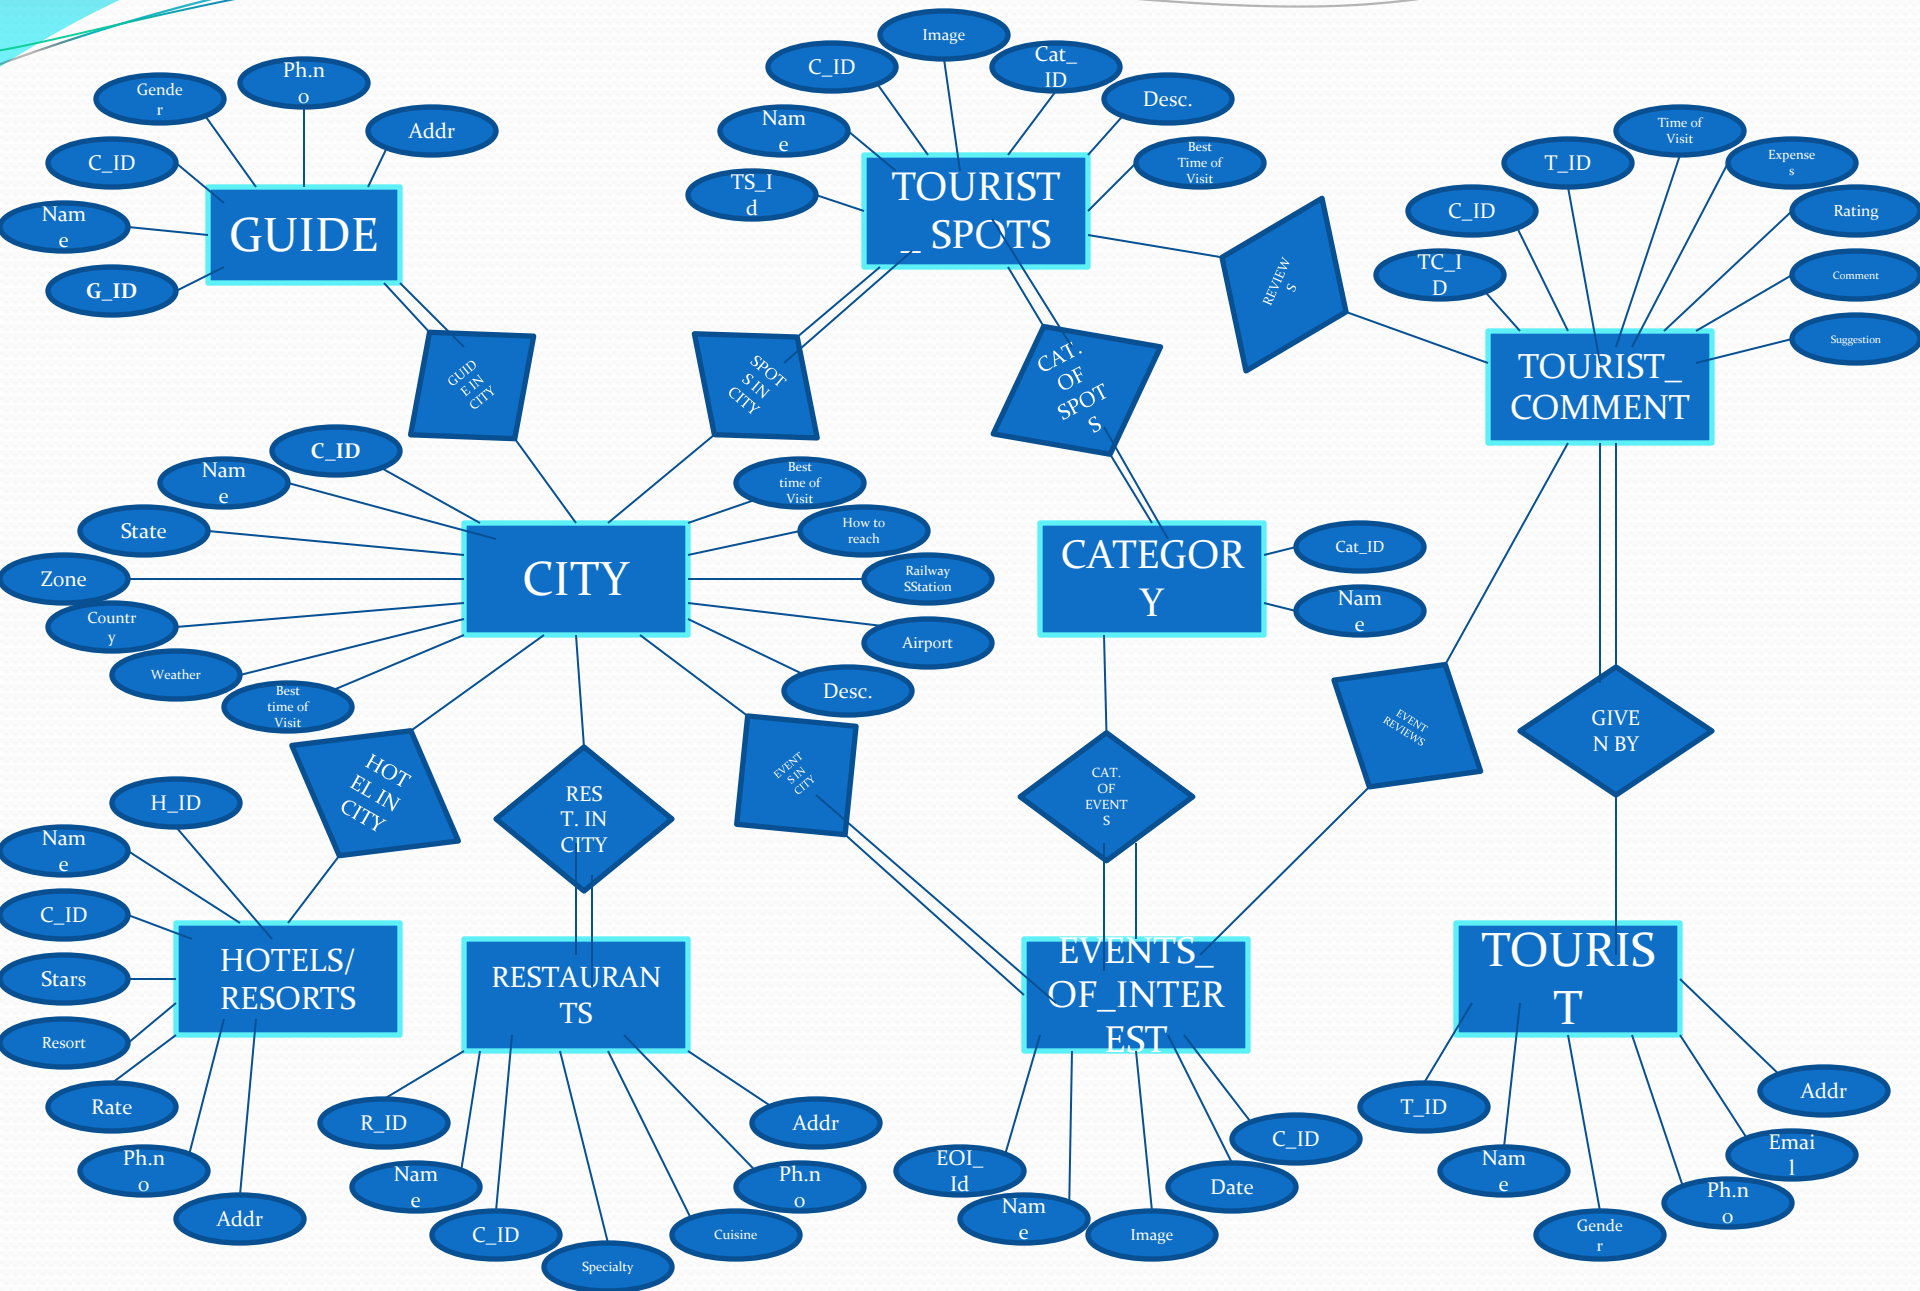 Image
Ph.n
o
C_ID
Cat_
ID
Gende
r
Desc.
Addr
Nam
e
Time of
Visit
C_ID
Best
Time of
Visit
T_ID
Expense
s
TS_I
d
TOURIST
_ SPOTS
Nam
e
GUIDE
C_ID
Rating
G_ID
REVIEW
S
TC_I
D
Comment
Suggestion
GUID
E IN
CITY
SPOT
S IN
CITY
CAT.
OF
SPOT
S
TOURIST_
COMMENT
C_ID
Nam
e
Best
time of
Visit
State
How to
reach
Zone
CITY
Railway
SStation
CATEGOR
Y
Cat_ID
Nam
e
Countr
y
Airport
Weather
Desc.
Best
time of
Visit
EVENT
REVIEWS
GIVE
N BY
HOT
EL IN
CITY
RES
T. IN
CITY
EVENT
S IN
CITY
CAT.
OF
EVENT
S
H_ID
Nam
e
C_ID
Stars
HOTELS/
RESORTS
RESTAURAN
TS
EVENTS_
OF_INTER
EST
TOURIS
T
Resort
Rate
Ph.n
o
Addr
R_ID
Nam
e
C_ID
Specialty
Cuisine
Ph.n
o
Addr
EOI_
Id
Nam
e
Image
Date
C_ID
T_ID
Nam
e
Gende
r
Ph.n
o
Emai
l
Addr